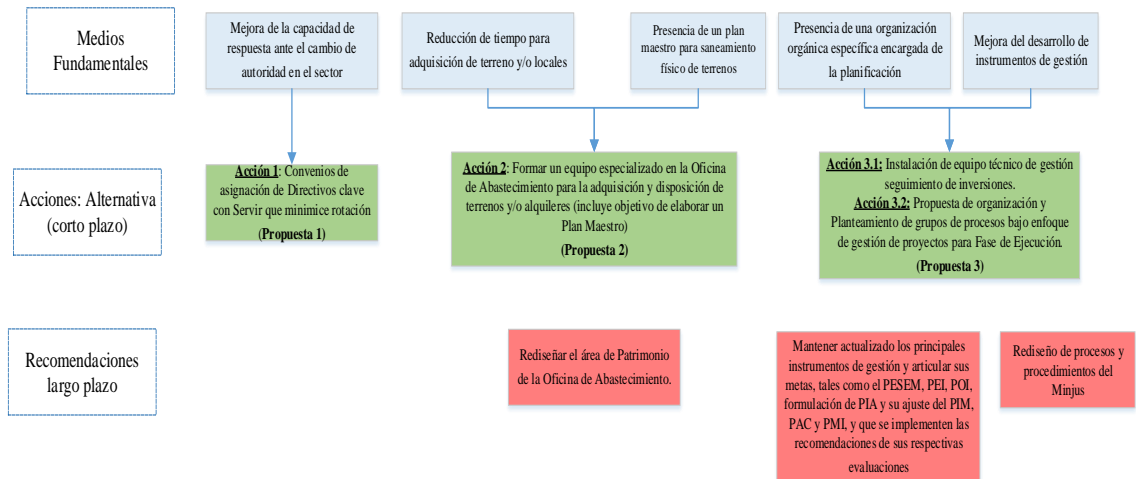 Medios
Fundamentales
Mejora de la capacidad de
respuesta ante el cambio de
autoridad en el sector
Reducción de tiempo para
adquisición de terreno y/o locales
Presencia de un plan
maestro para saneamiento
físico de terrenos
Presencia de una organización
orgánica específica encargada de
la planificación
Mejora del desarrollo de
instrumentos de gestión
Acciones: Alternativa
(corto plazo)
Acción 1: Convenios de
asignación de Directivos clave
con Servir que minimice rotación
(Propuesta 1)
Acción 2: Formar un equipo especializado en la Oficina
de Abastecimiento para la adquisición y disposición de
terrenos y/o alquileres (incluye objetivo de elaborar un
Plan Maestro)
(Propuesta 2)
Acción 3.1: Instalación de equipo técnico de gestión
seguimiento de inversiones.
Acción 3.2: Propuesta de organización y
Planteamiento de grupos de procesos bajo enfoque
de gestión de proyectos para Fase de Ejecución.
(Propuesta 3)
Recomendaciones
largo plazo
Rediseñar el área de Patrimonio
de la Oficina de Abastecimiento.
Mantener actualizado los principales
instrumentos de gestión y articular sus
metas, tales como el PESEM, PEI, POI,
formulación de PIA y su ajuste del PIM,
PAC y PMI, y que se implementen las
recomendaciones de sus respectivas
evaluaciones
Rediseño de procesos y
procedimientos del
Minjus